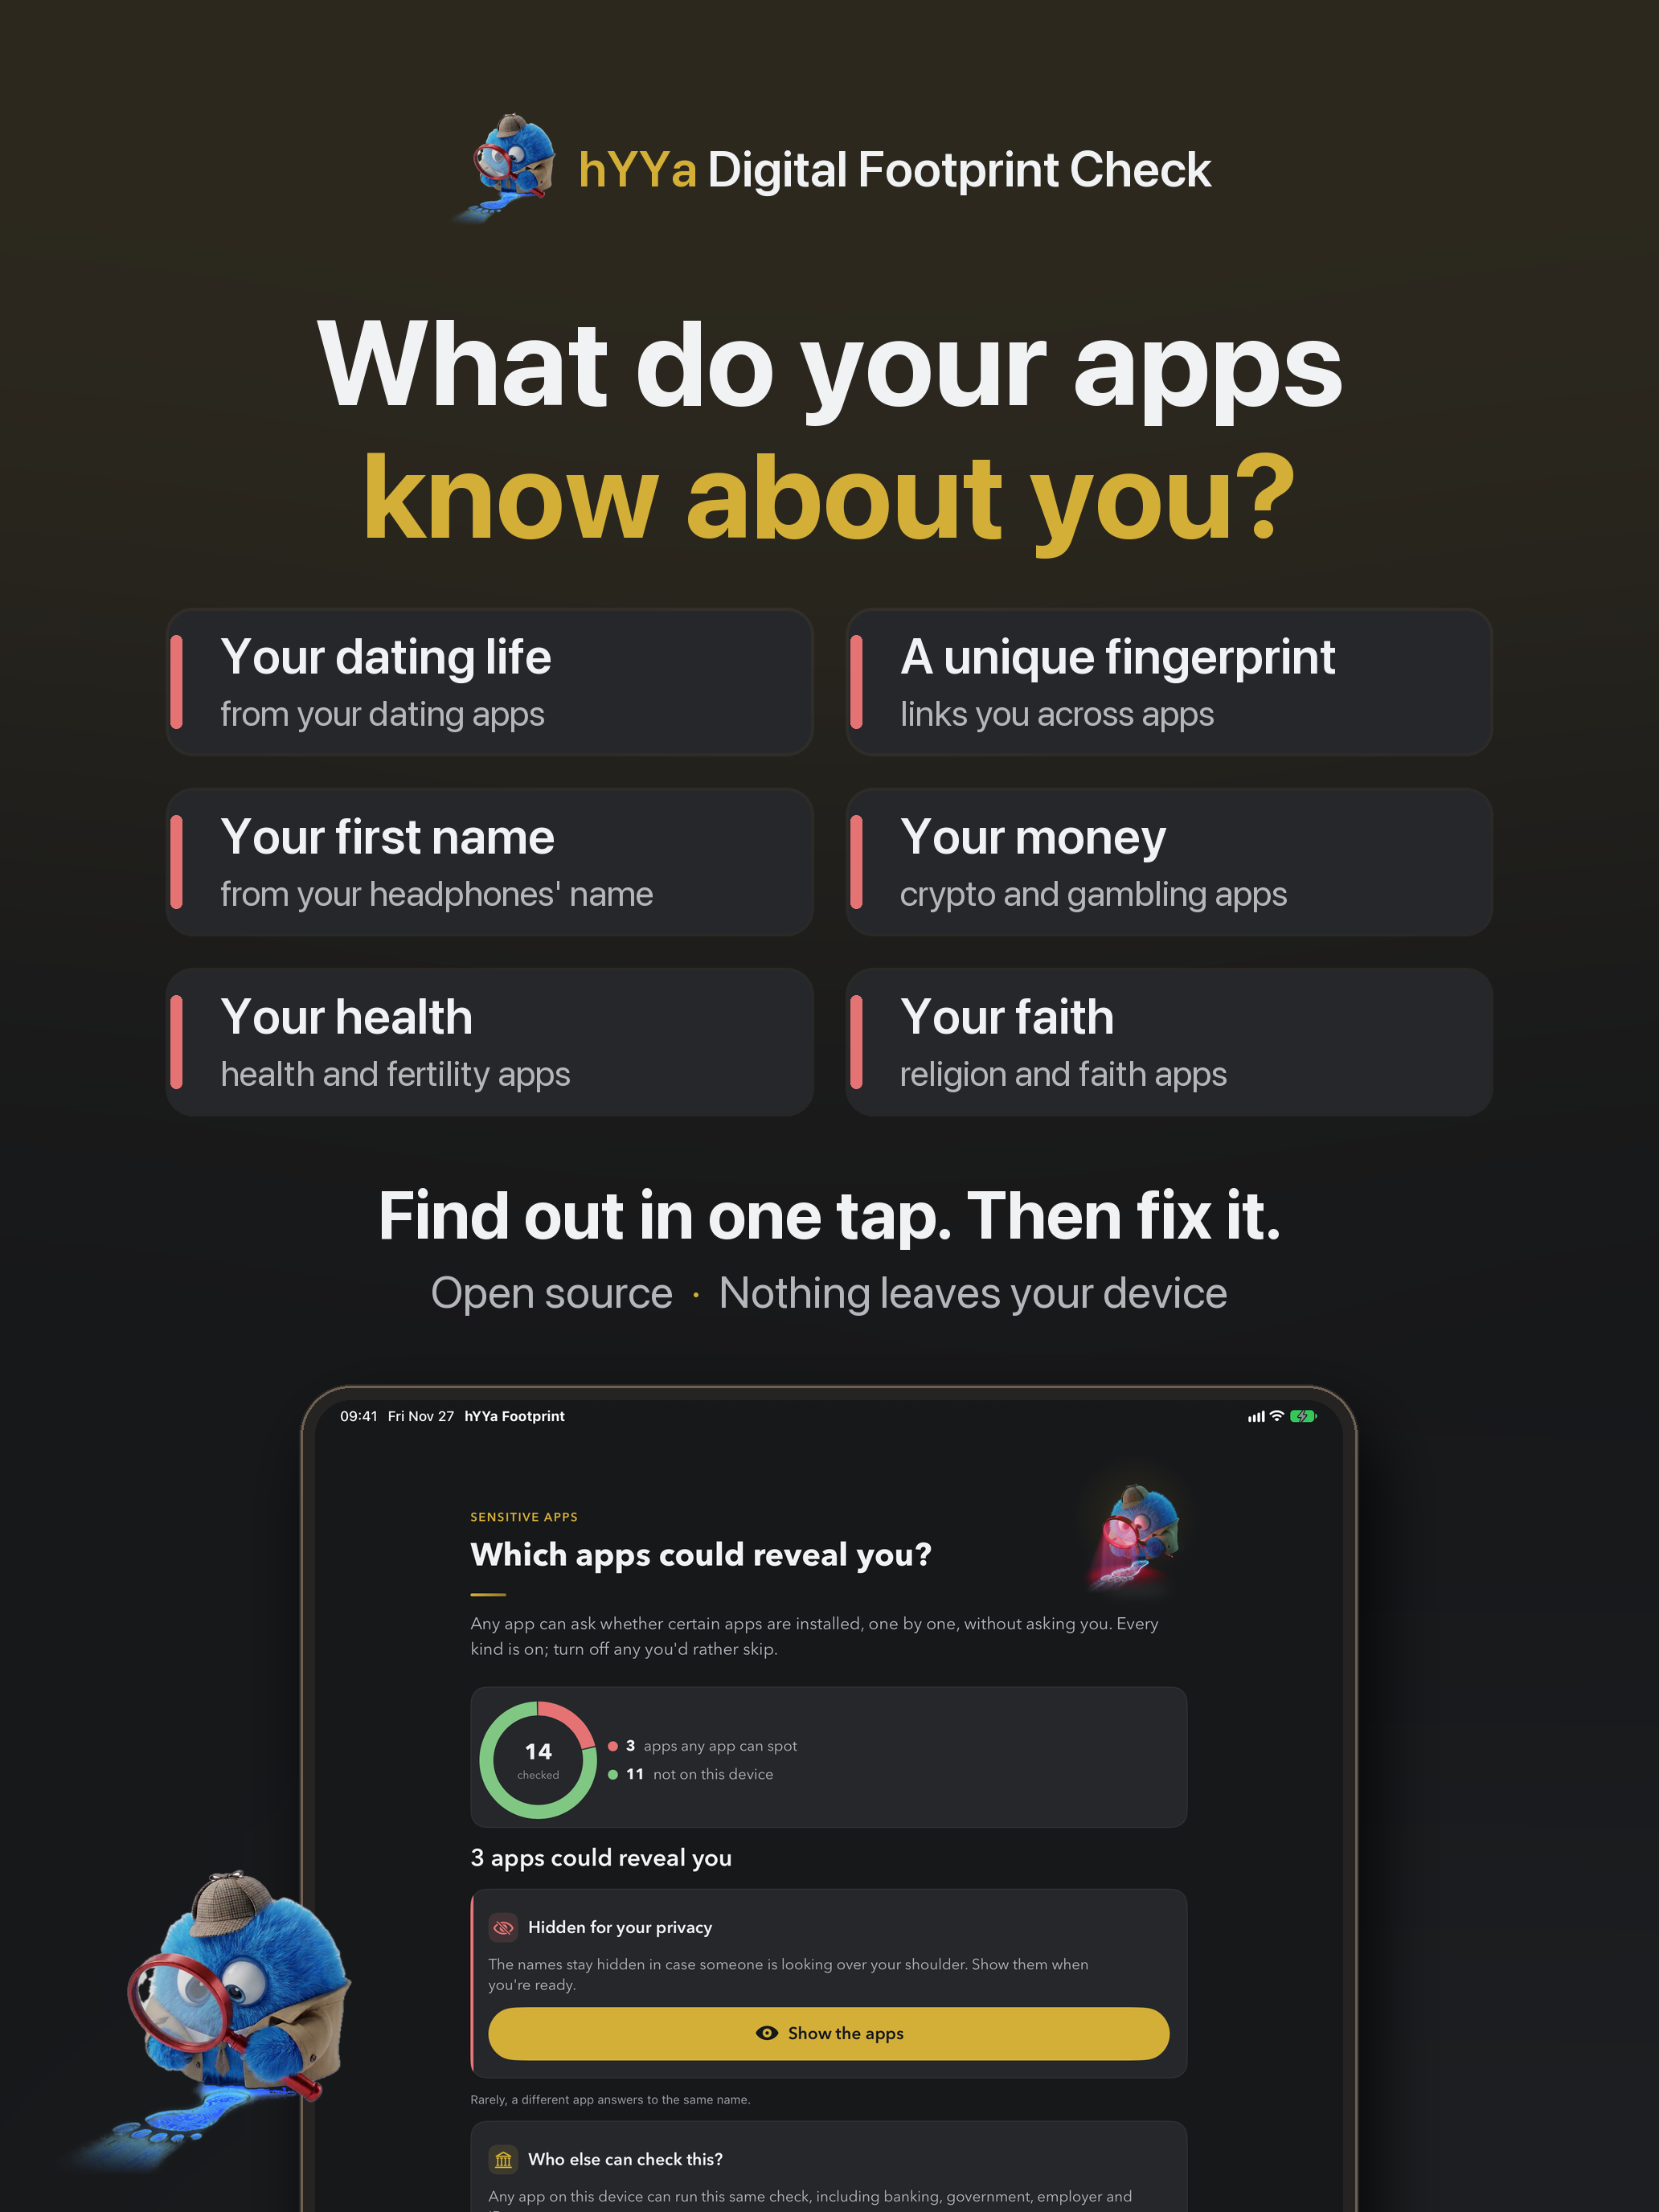 hYYa Digital Footprint Check
What do your apps
know about you?
Your dating life
from your dating apps
A unique fingerprint
links you across apps
Your first name
from your headphones' name
Your money
crypto and gambling apps
Your health
health and fertility apps
Your faith
religion and faith apps
Find out in one tap. Then fix it.
Open source · Nothing leaves your device
09:41 Fri Nov 27 hYYa Footprint
SENSITIVE APPS
Which apps could reveal you?
Any app can ask whether certain apps are installed, one by one, without asking you. Every
kind is on; turn off any you'd rather skip.
14
checked
3 apps any app can spot
11 not on this device
3 apps could reveal you
Hidden for your privacy
The names stay hidden in case someone is looking over your shoulder. Show them when
you're ready.
Show the apps
Rarely, a different app answers to the same name.
Who else can check this?
Any app on this device can run this same check, including banking, government, employer and